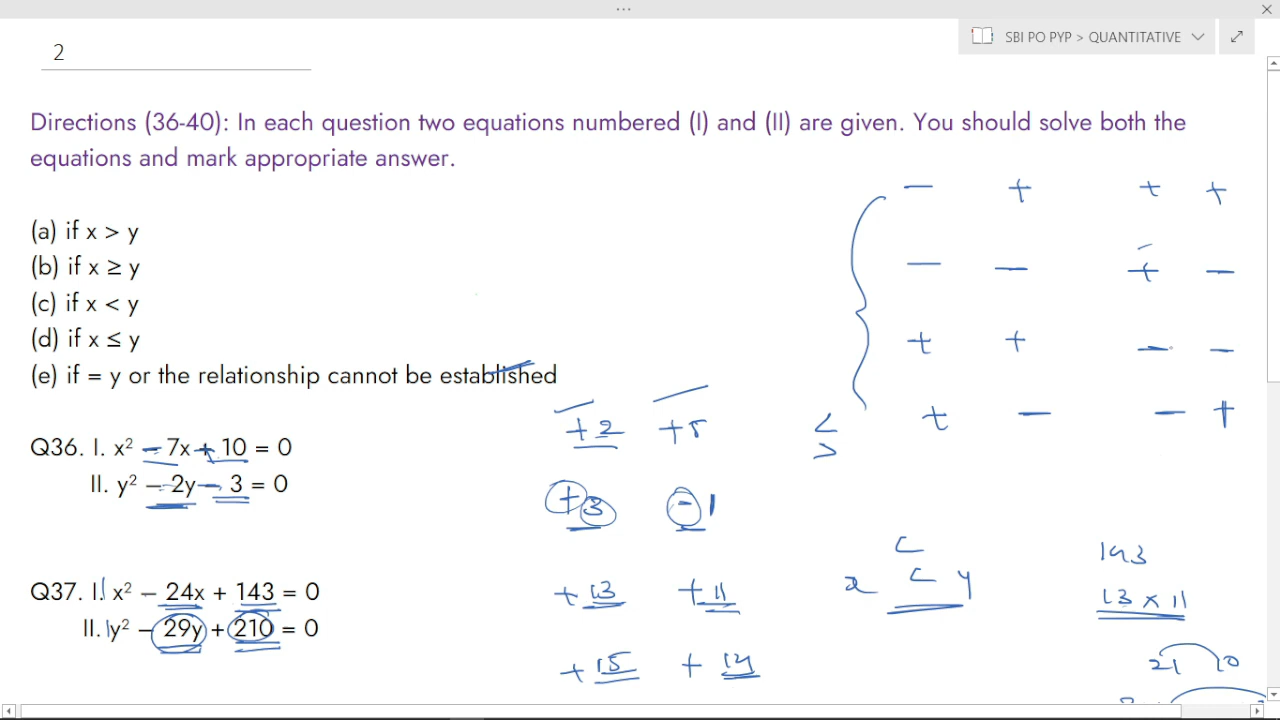 SBI PO PYP > QUANTITATIVE
2
Directions (36-40): In each question two equations numbered (I) and (II) are given. You should solve both the
equations and mark appropriate answer.
− + + +
(a) if x > y
(b) if x ≥ y
− − + −
(c) if x < y
(d) if x ≤ y
+ + − −
(e) if = y or the relationship cannot be established
+ − − +
+2 +5 <
>
Q36. I. x² − 7x + 10 = 0
II. y² − 2y − 3 = 0
+3 −1
<
143
x < y
Q37. I. x² − 24x + 143 = 0
+13 +11
13 x 11
II. y² − 29y + 210 = 0
+15 +14
21 10